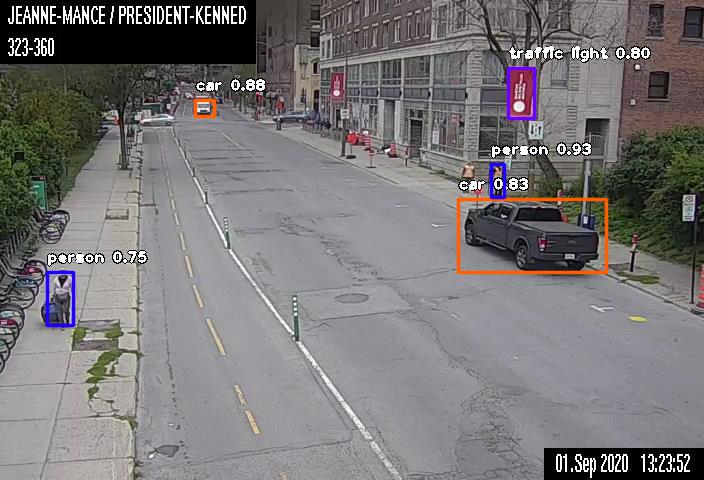 JEANNE-MANCE / PRESIDENT-KENNED
323-360
traffic light 0.80
car 0.88
person 0.93
car 0.83
person 0.75
01.Sep 2020 13:23:52